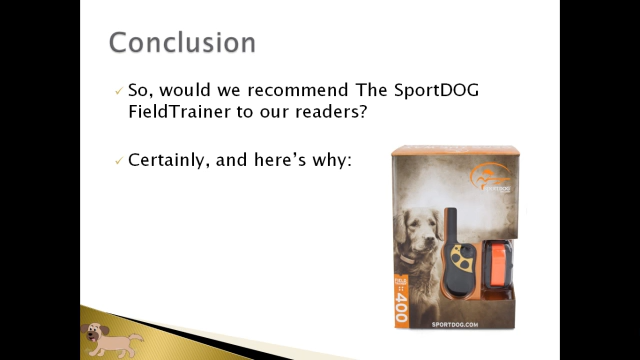 Conclusion
So, would we recommend The SportDOG
FieldTrainer to our readers?
Certainly, and here's why:
SPORTDOG
400
SPORTDOG.COM